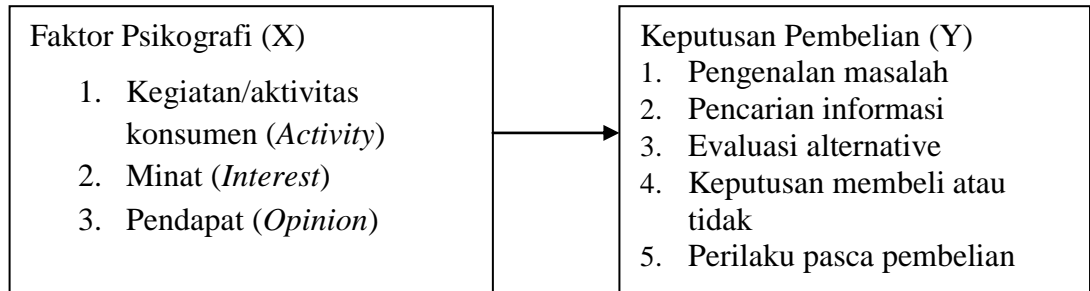 Faktor Psikografi (X)
1. Kegiatan/aktivitas
konsumen (Activity)
2. Minat (Interest)
3. Pendapat (Opinion)
Keputusan Pembelian (Y)
1. Pengenalan masalah
2. Pencarian informasi
3. Evaluasi alternative
4. Keputusan membeli atau
tidak
5. Perilaku pasca pembelian